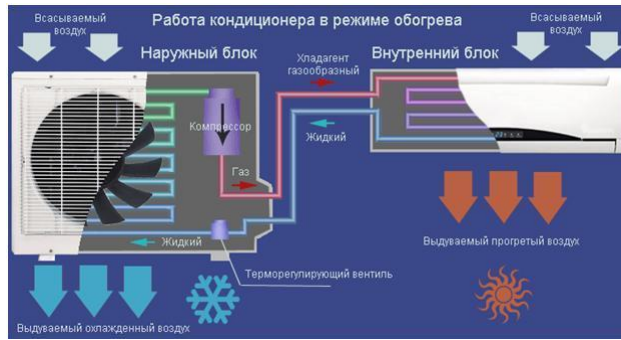 Работа кондиционера в режиме обогрева
Всасываемый
воздух
Всасываемый
воздух
Наружный блок
Хладагент
газообразный
Внутренний блок
Компрессор
Жидкий
Газ
Жидкий
Терморегулирующий вентиль
Выдуваемый прогретый воздух
Выдуваемый охлажденный воздух